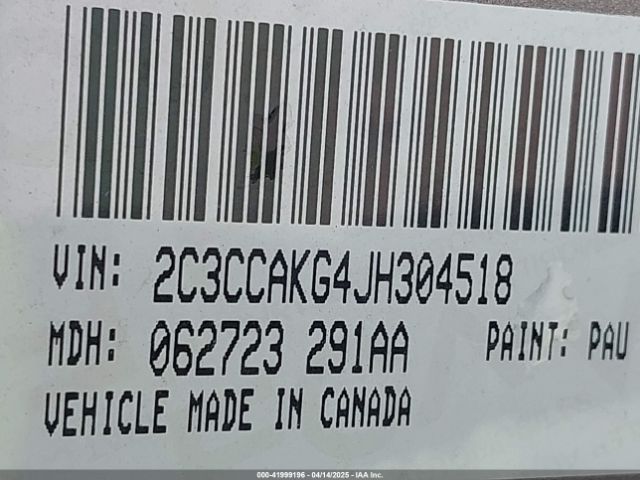 VIN: 2C3CCAKG4JH304518
MDH: 062723 291AA PAINT: PAU
VEHICLE MADE IN CANADA
000-41999196 - 04/14/2025 - IAA Inc.